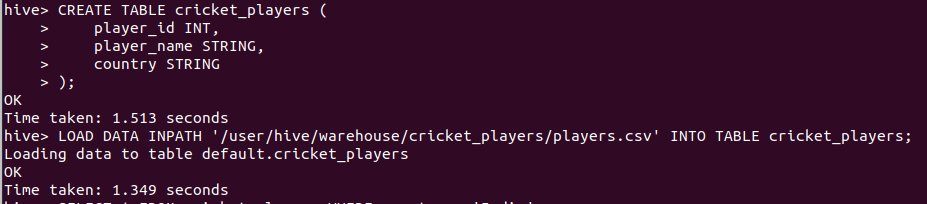 hive> CREATE TABLE cricket_players (
    >     player_id INT,
    >     player_name STRING,
    >     country STRING
    > );
OK
Time taken: 1.513 seconds
hive> LOAD DATA INPATH '/user/hive/warehouse/cricket_players/players.csv' INTO TABLE cricket_players;
Loading data to table default.cricket_players
OK
Time taken: 1.349 seconds